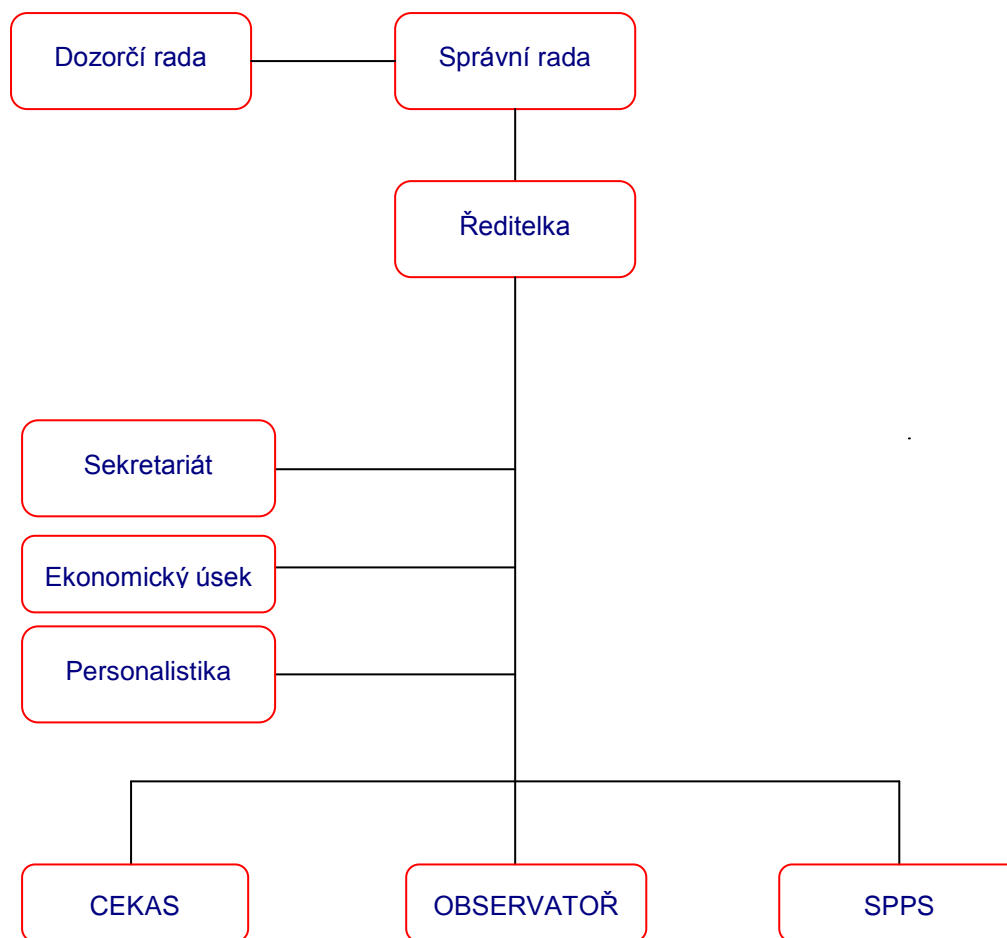 Dozorčí rada
Správní rada
Ředitelka
Sekretariát
Ekonomický úsek
Personalistika
CEKAS
OBSERVATOŘ
SPPS